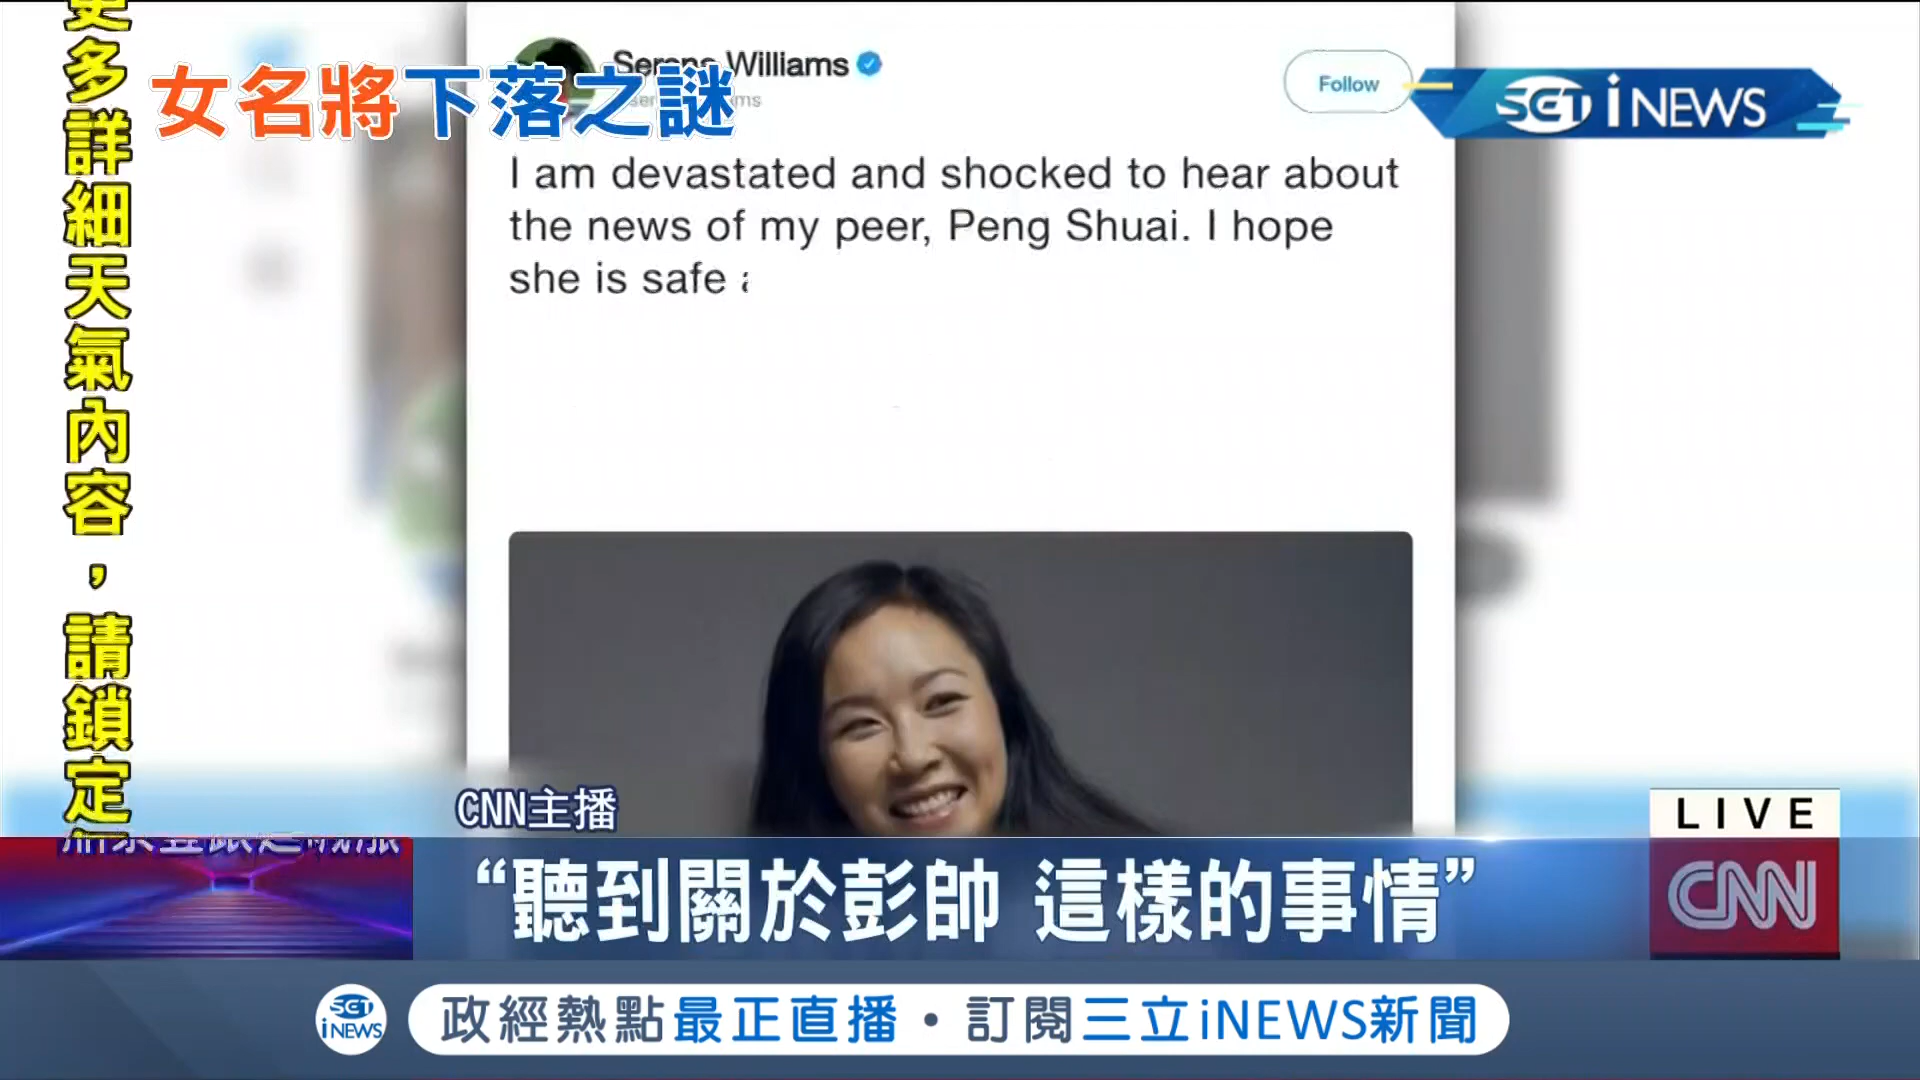 更多詳細天氣內容，請鎖定
女名將下落之謎
Serena Williams
Follow
SET iNEWS
I am devastated and shocked to hear about
the news of my peer, Peng Shuai. I hope
she is safe a
CNN主播
“聽到關於彭帥 這樣的事情”
LIVE
CNN
SET
iNEWS
政經熱點最正直播・訂閱三立iNEWS新聞